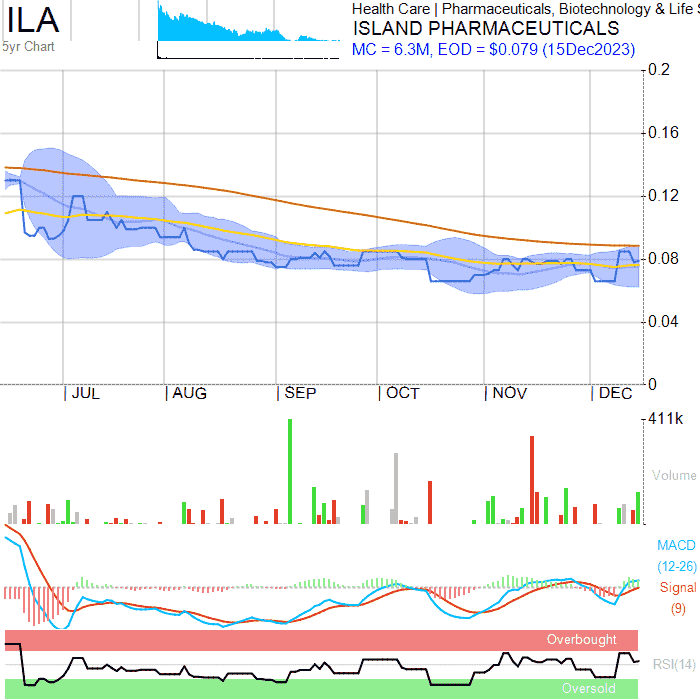 ILA
5yr Chart
Health Care | Pharmaceuticals, Biotechnology & Life S
ISLAND PHARMACEUTICALS
MC = 6.3M, EOD = $0.079 (15Dec2023)
0.2
0.16
0.12
0.08
0.04
0
| JUL | AUG | SEP | OCT | NOV | DEC
411k
Volume
MACD
(12-26)
Signal
(9)
Overbought
RSI(14)
Oversold